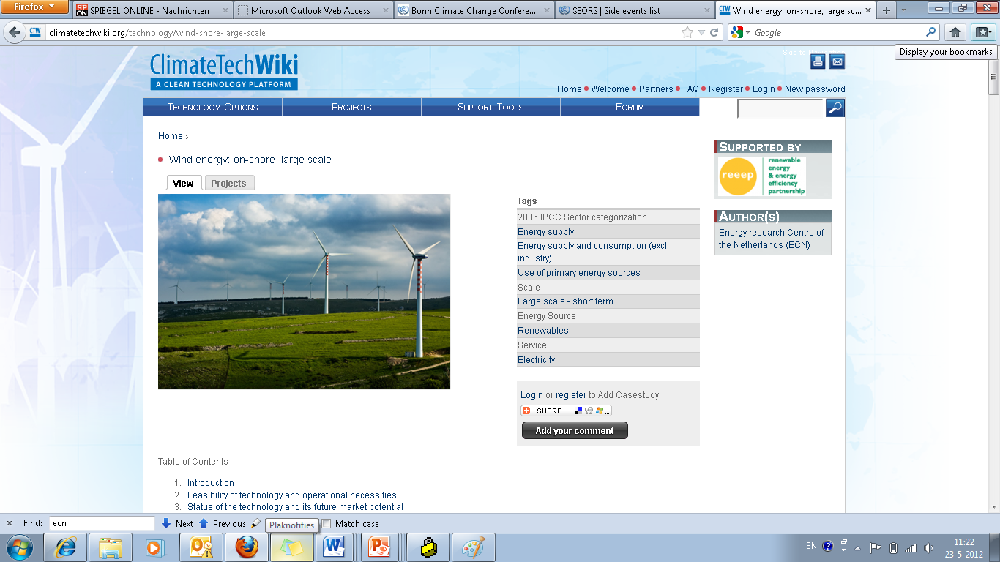 Firefox
SPIEGEL ONLINE - Nachrichten
Microsoft Outlook Web Access
Bonn Climate Change Confere...
SEORS | Side events list
Wind energy: on-shore, large sc...
climatetechwiki.org/technology/wind-shore-large-scale
Google
Display your bookmarks
ClimateTechWiki
A CLEAN TECHNOLOGY PLATFORM
Home • Welcome • Partners • FAQ • Register • Login • New password
TECHNOLOGY OPTIONS
PROJECTS
SUPPORT TOOLS
FORUM
Home ›
Wind energy: on-shore, large scale
View
Projects
Tags
2006 IPCC Sector categorization
Energy supply
Energy supply and consumption (excl.
industry)
Use of primary energy sources
Scale
Large scale - short term
Energy Source
Renewables
Service
Electricity
Login or register to Add Casestudy
SHARE ...
Add your comment
SUPPORTED BY
reeep
renewable
energy
& energy
efficiency
partnership
AUTHOR(S)
Energy research Centre of
the Netherlands (ECN)
Table of Contents
1. Introduction
2. Feasibility of technology and operational necessities
3. Status of the technology and its future market potential
Find: ecn
Next
Previous
Plaknotities
Match case
EN
11:22
23-5-2012